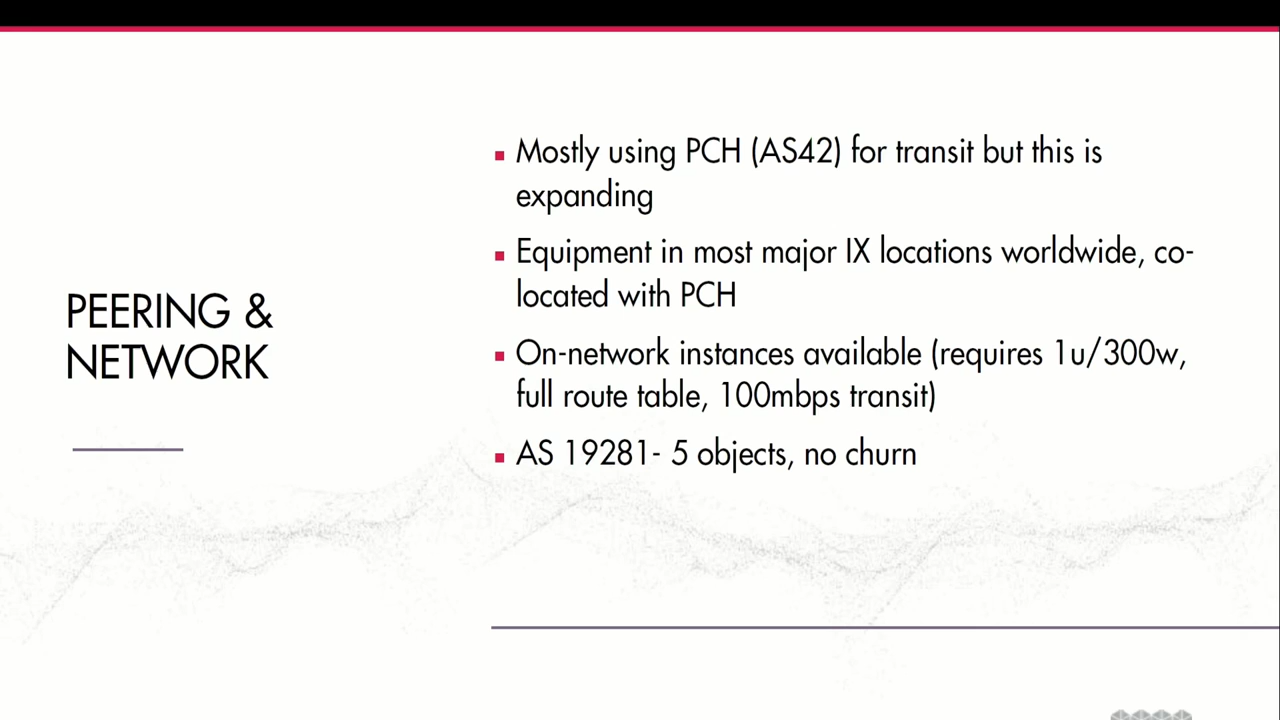 PEERING &
NETWORK
▪ Mostly using PCH (AS42) for transit but this is
expanding
▪ Equipment in most major IX locations worldwide, co-
located with PCH
▪ On-network instances available (requires 1u/300w,
full route table, 100mbps transit)
▪ AS 19281- 5 objects, no churn